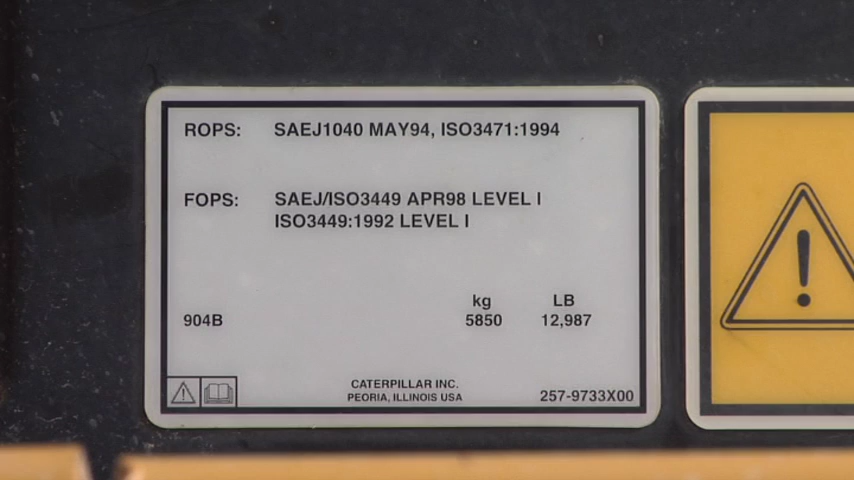 ROPS: SAEJ1040 MAY94, ISO3471:1994
FOPS: SAEJ/ISO3449 APR98 LEVEL I
ISO3449:1992 LEVEL I
kg LB
904B 5850 12,987
CATERPILLAR INC.
PEORIA, ILLINOIS USA
257-9733X00